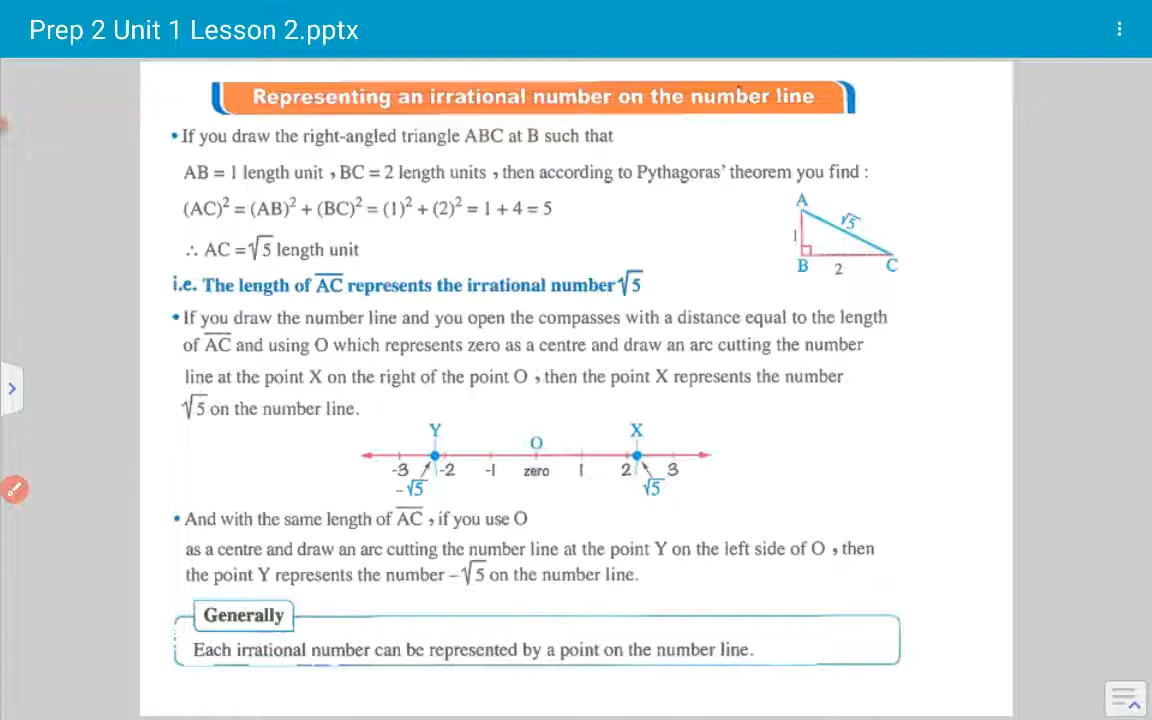 Prep 2 Unit 1 Lesson 2.pptx
Representing an irrational number on the number line
• If you draw the right-angled triangle ABC at B such that
AB = 1 length unit , BC = 2 length units , then according to Pythagoras' theorem you find :
(AC)² = (AB)² + (BC)² = (1)² + (2)² = 1 + 4 = 5
∴ AC = √5 length unit
A
√5
1
B
2
C
i.e. The length of A̅C̅ represents the irrational number √5
• If you draw the number line and you open the compasses with a distance equal to the length
of A̅C̅ and using O which represents zero as a centre and draw an arc cutting the number
line at the point X on the right of the point O , then the point X represents the number
√5 on the number line.
Y O X
-3 -2 -1 zero 1 2 3
-√5 √5
• And with the same length of A̅C̅ , if you use O
as a centre and draw an arc cutting the number line at the point Y on the left side of O , then
the point Y represents the number -√5 on the number line.
Generally
Each irrational number can be represented by a point on the number line.